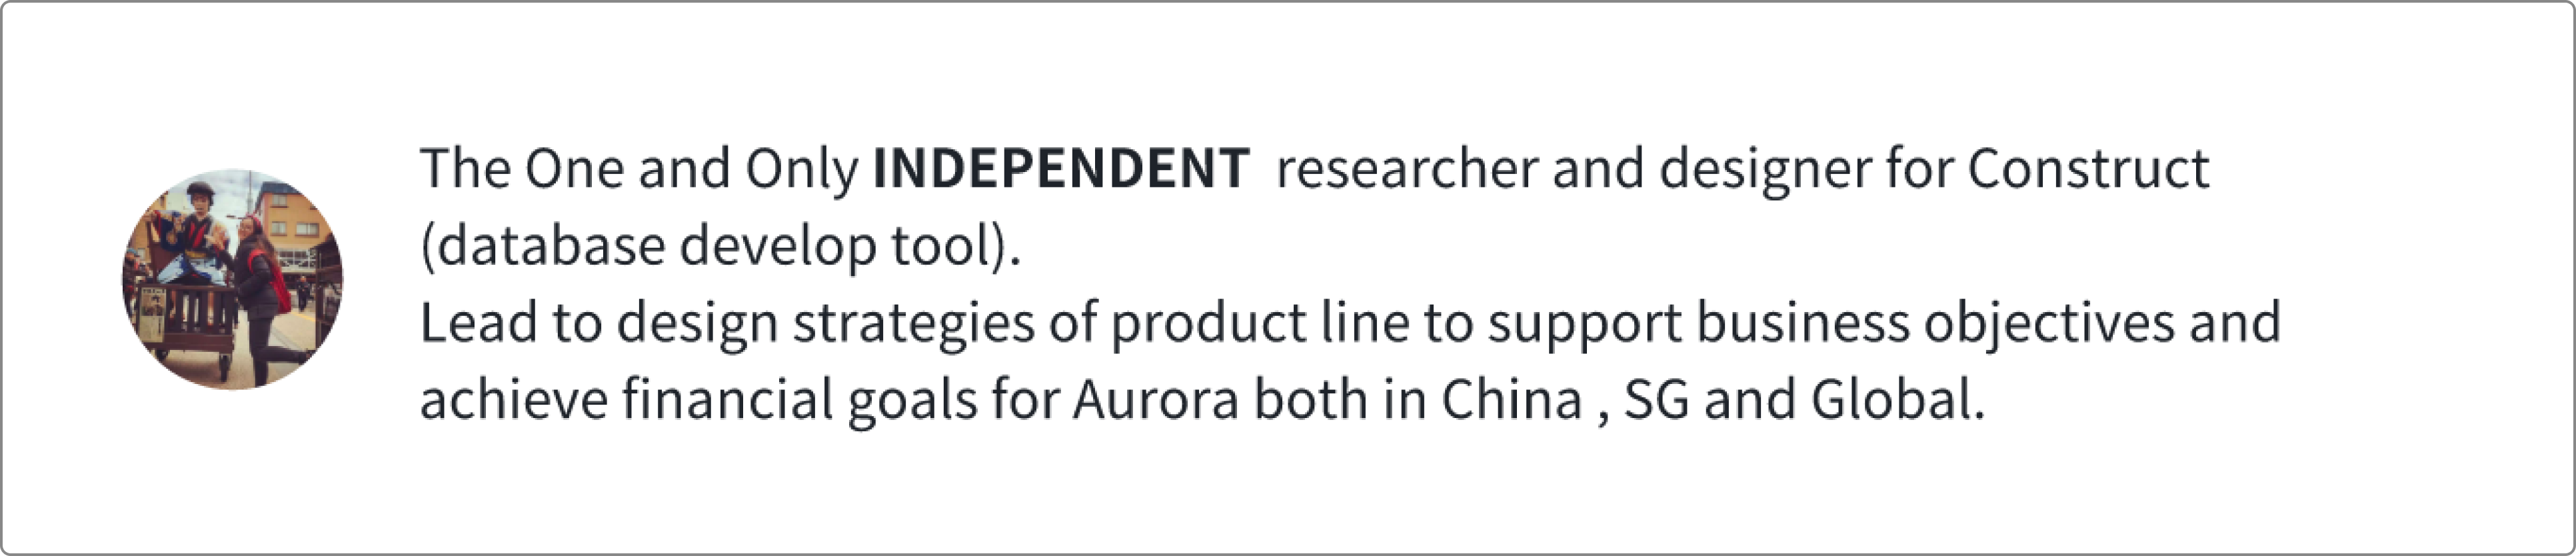 The One and Only INDEPENDENT researcher and designer for Construct
(database develop tool).
Lead to design strategies of product line to support business objectives and
achieve financial goals for Aurora both in China , SG and Global.